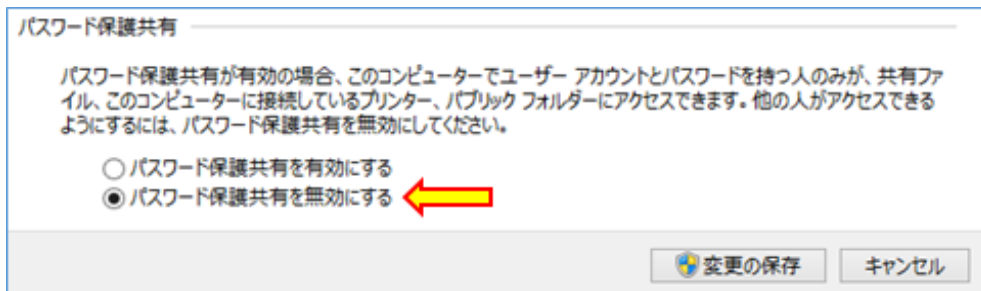 パスワード保護共有
パスワード保護共有が有効の場合、このコンピューターでユーザー アカウントとパスワードを持つ人のみが、共有ファ
イル、このコンピューターに接続しているプリンター、パブリック フォルダーにアクセスできます。他の人がアクセスできる
ようにするには、パスワード保護共有を無効にしてください。
パスワード保護共有を有効にする
パスワード保護共有を無効にする
変更の保存 キャンセル